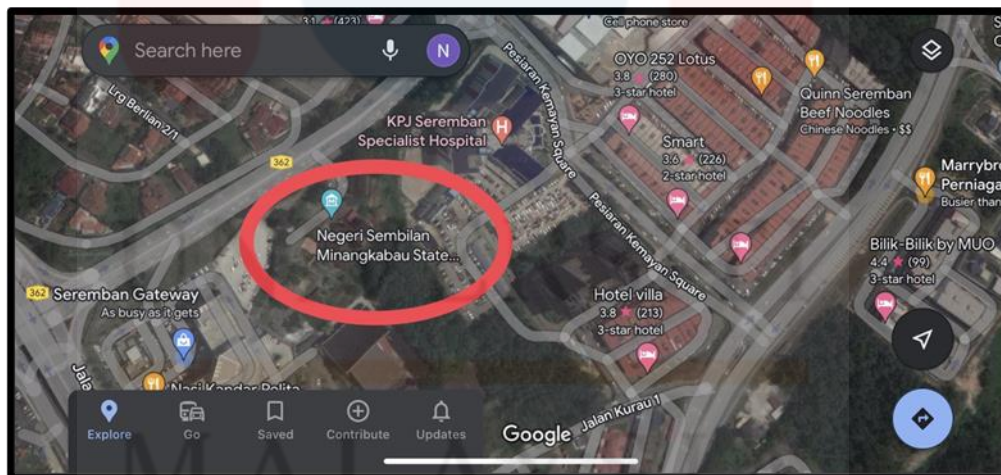 3.1 ★ (423)
Cell phone store
Search here
N
Pesiaran Kemayan Square
OYO 252 Lotus
3.8 ★ (280)
3-star hotel
Quinn Seremban
Beef Noodles
Chinese Noodles • $$
Lrg Berlian 2/1
KPJ Seremban
Specialist Hospital
H
Smart
3.6 ★ (226)
2-star hotel
362
Marrybro
Perniaga
Busier than
Negeri Sembilan
Minangkabau State...
Pesiaran Kemayan Square
Bilik-Bilik by MUO
4.4 ★ (99)
3-star hotel
362
Seremban Gateway
As busy as it gets
Hotel villa
3.8 ★ (213)
3-star hotel
Nasi Kandar Pelita
Jala
Jalan Kurau 1
Explore
Go
Saved
Contribute
Updates
Google